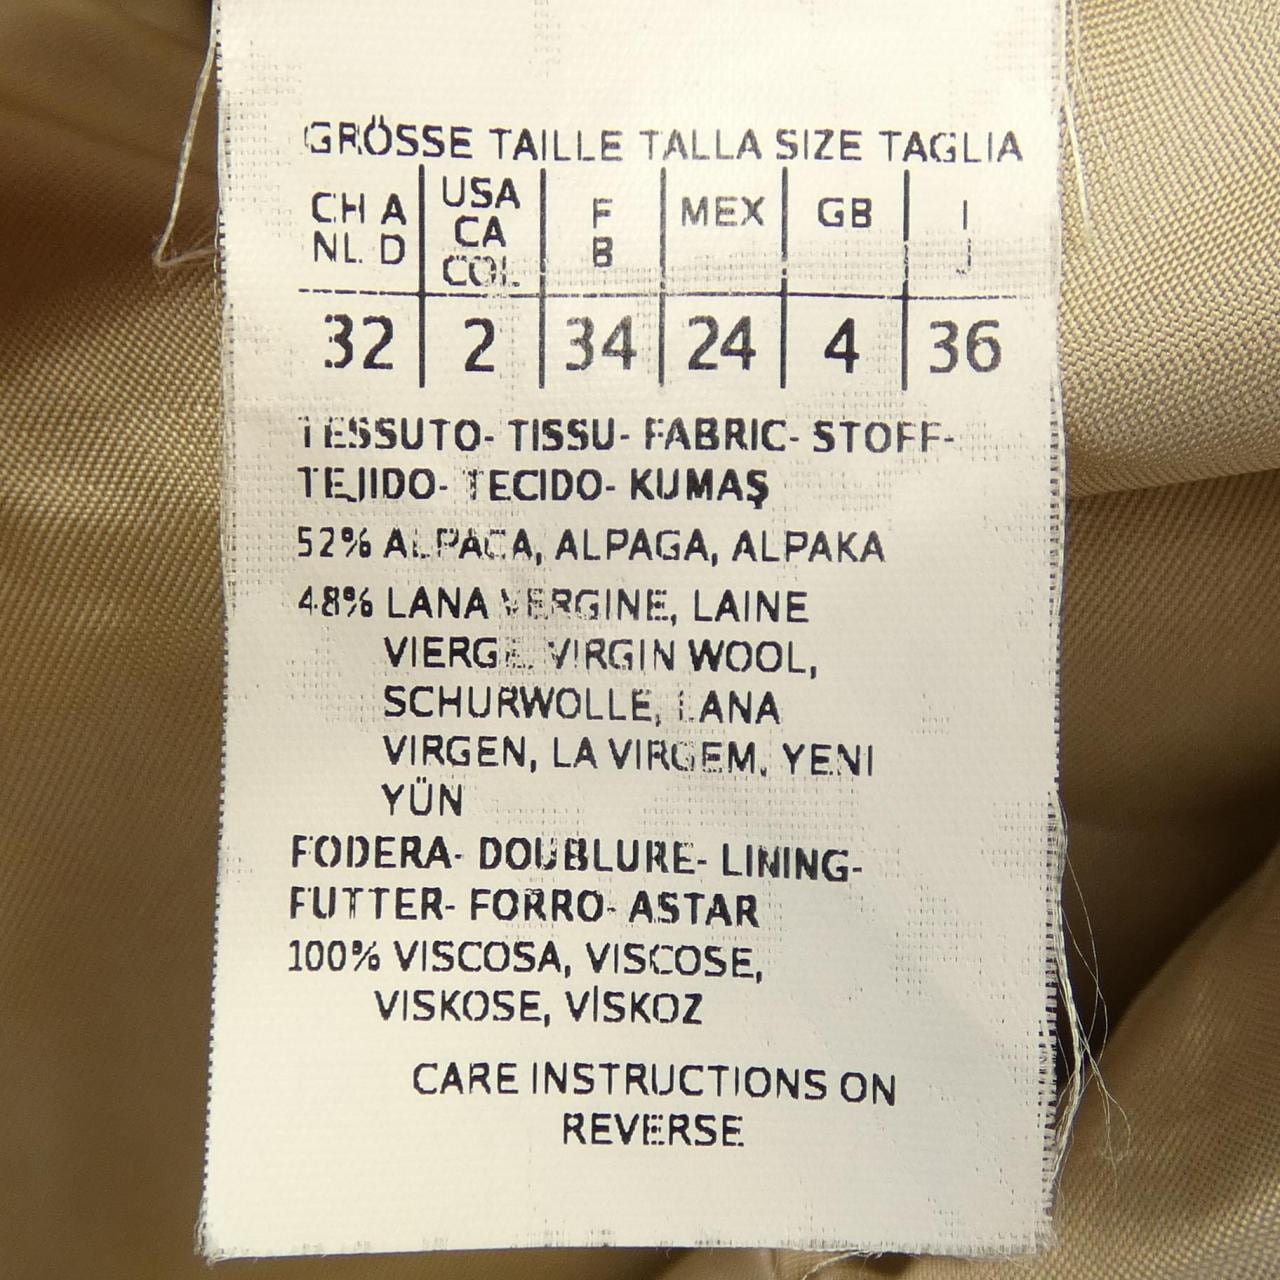 GRÖSSE TAILLE TALLA SIZE TAGLIA
CH A NL D
USA CA COL
F B
MEX
GB
I J
32 2 34 24 4 36
TESSUTO- TISSU- FABRIC- STOFF-
TEJIDO- TECIDO- KUMAŞ
52% ALPACA, ALPAGA, ALPAKA
48% LANA VERGINE, LAINE
VIERGE, VIRGIN WOOL,
SCHURWOLLE, LANA
VIRGEN, LA VIRGEM, YENI
YÜN
FODERA- DOUBLURE- LINING-
FUTTER- FORRO- ASTAR
100% VISCOSA, VISCOSE,
VISKOSE, VISKOZ
CARE INSTRUCTIONS ON
REVERSE